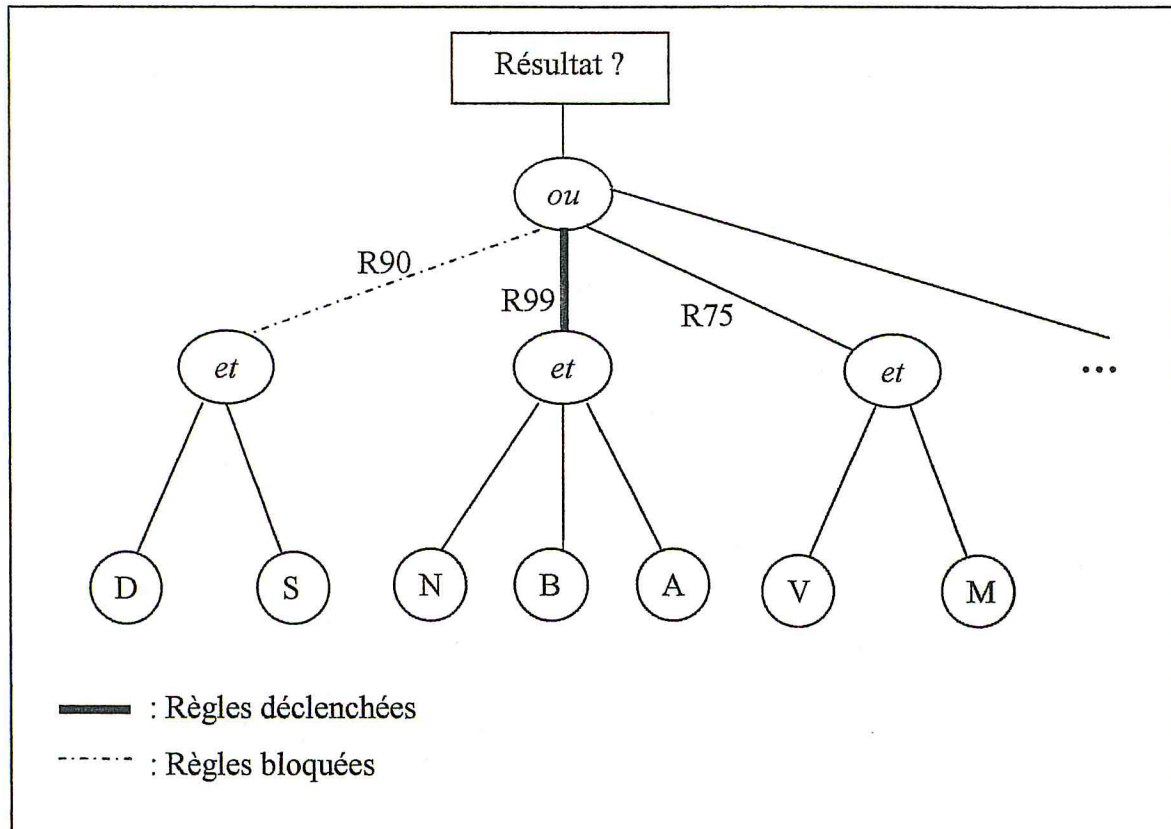 Résultat ?
ou
R90
R99
R75
et
et
et
...
D
S
N
B
A
V
M
: Règles déclenchées
: Règles bloquées